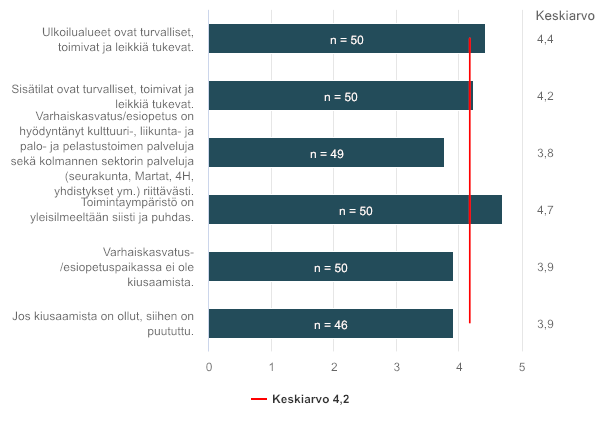 Keskiarvo
Ulkoilualueet ovat turvalliset,
toimivat ja leikkiä tukevat.
n = 50
4,4
Sisätilat ovat turvalliset, toimivat ja
leikkiä tukevat.
n = 50
4,2
Varhaiskasvatus/esiopetus on
hyödyntänyt kulttuuri-, liikunta- ja
palo- ja pelastustoimen palveluja
sekä kolmannen sektorin palveluja
(seurakunta, Martat, 4H,
yhdistykset ym.) riittävästi.
n = 49
3,8
Toimintaympäristö on
yleisilmeeltään siisti ja puhdas.
n = 50
4,7
Varhaiskasvatus-
/esiopetuspaikassa ei ole
kiusaamista.
n = 50
3,9
Jos kiusaamista on ollut, siihen on
puututtu.
n = 46
3,9
0 1 2 3 4 5
Keskiarvo 4,2